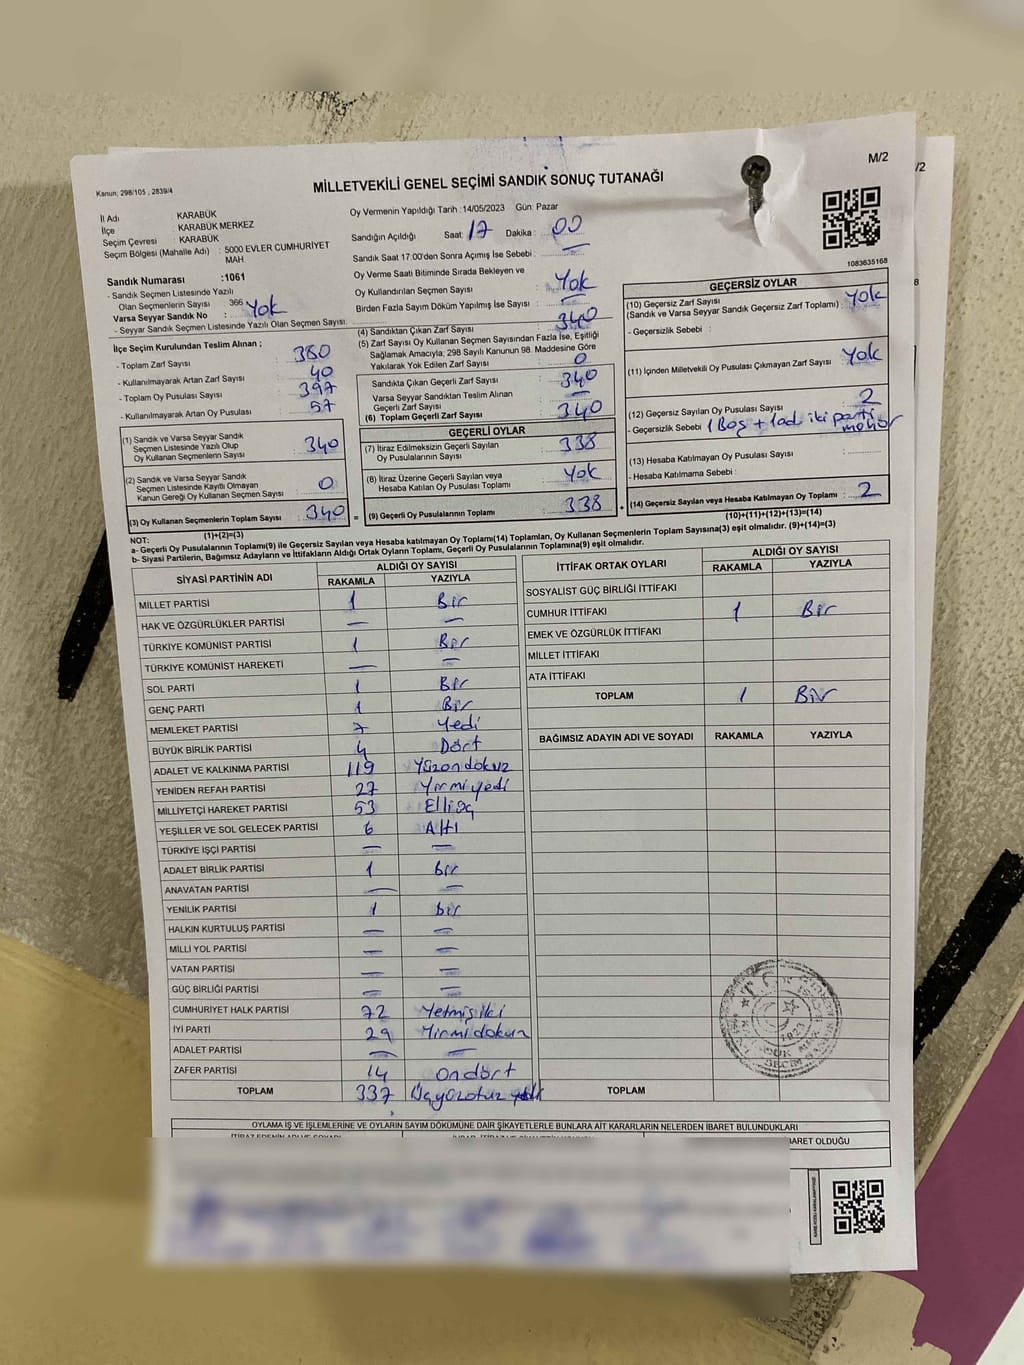 M/2
/2
Kanun: 298/105 , 2839/4
MİLLETVEKİLİ GENEL SEÇİMİ SANDIK SONUÇ TUTANAĞI
İl Adı : KARABÜK
İlçe : KARABÜK MERKEZ
Seçim Çevresi : KARABÜK
Seçim Bölgesi (Mahalle Adı) : 5000 EVLER CUMHURİYET
MAH
Sandık Numarası :1061
- Sandık Seçmen Listesinde Yazılı
Olan Seçmenlerin Sayısı 366
Varsa Seyyar Sandık No : Yok
- Seyyar Sandık Seçmen Listesinde Yazılı Olan Seçmen Sayısı:
Oy Vermenin Yapıldığı Tarih :14/05/2023 Gün: Pazar
Sandığın Açıldığı Saat: 17 Dakika : 00
Sandık Saat 17.00'den Sonra Açımış İse Sebebi : —
Oy Verme Saati Bitiminde Sırada Bekleyen ve
Oy Kullandırılan Seçmen Sayısı : Yok
Birden Fazla Sayım Döküm Yapılmış İse Sayısı : —
1083635168
8
İlçe Seçim Kurulundan Teslim Alınan ;
- Toplam Zarf Sayısı : 380
- Kullanılmayarak Artan Zarf Sayısı : 40
- Toplam Oy Pusulası Sayısı : 397
- Kullanılmayarak Artan Oy Pusulası : 57
(1) Sandık ve Varsa Seyyar Sandık
Seçmen Listesinde Yazılı Olup
Oy Kullanan Seçmenlerin Sayısı : 340
(2) Sandık ve Varsa Seyyar Sandık
Seçmen Listesinde Kayıtlı Olmayan
Kanun Gereği Oy Kullanan Seçmen Sayısı : 0
(3) Oy Kullanan Seçmenlerin Toplam Sayısı : 340
(1)+(2)=(3)
(4) Sandıktan Çıkan Zarf Sayısı : 340
(5) Zarf Sayısı Oy Kullanan Seçmen Sayısından Fazla İse, Eşitliği
Sağlamak Amacıyla; 298 Sayılı Kanunun 98. Maddesine Göre
Yakılarak Yok Edilen Zarf Sayısı : 0
Sandıkta Çıkan Geçerli Zarf Sayısı : 340
Varsa Seyyar Sandıktan Teslim Alınan
Geçerli Zarf Sayısı : —
(6) Toplam Geçerli Zarf Sayısı : 340
GEÇERLİ OYLAR
(7) İtiraz Edilmeksizin Geçerli Sayılan
Oy Pusulalarının Sayısı : 338
(8) İtiraz Üzerine Geçerli Sayılan veya
Hesaba Katılan Oy Pusulası Toplamı : Yok
= (9) Geçerli Oy Pusulalarının Toplamı : 338
GEÇERSİZ OYLAR
(10) Geçersiz Zarf Sayısı : Yok
(Sandık ve Varsa Seyyar Sandık Geçersiz Zarf Toplamı)
- Geçersizlik Sebebi :
(11) İçinden Milletvekili Oy Pusulası Çıkmayan Zarf Sayısı : Yok
(12) Geçersiz Sayılan Oy Pusulası Sayısı : 2
- Geçersizlik Sebebi : 1 Boş + 1ad. iki parti
mühür
(13) Hesaba Katılmayan Oy Pusulası Sayısı :
- Hesaba Katılmama Sebebi :
+ (14) Geçersiz Sayılan veya Hesaba Katılmayan Oy Toplamı : 2
(10)+(11)+(12)+(13)=(14)
NOT:
a- Geçerli Oy Pusulalarının Toplamı(9) ile Geçersiz Sayılan veya Hesaba katılmayan Oy Toplamı(14) Toplamları, Oy Kullanan Seçmenlerin Toplam Sayısına(3) eşit olmalıdır. (9)+(14)=(3)
b- Siyasi Partilerin, Bağımsız Adayların ve İttifakların Aldığı Ortak Oyların Toplamı, Geçerli Oy Pusulalarının Toplamına(9) eşit olmalıdır.
SİYASİ PARTİNİN ADI ALDIĞI OY SAYISI
RAKAMLA YAZIYLA
MİLLET PARTİSİ 1 Bir
HAK VE ÖZGÜRLÜKLER PARTİSİ — —
TÜRKİYE KOMÜNİST PARTİSİ 1 Bir
TÜRKİYE KOMÜNİST HAREKETİ — —
SOL PARTİ 1 Bir
GENÇ PARTİ 1 Bir
MEMLEKET PARTİSİ 7 Yedi
BÜYÜK BİRLİK PARTİSİ 4 Dört
ADALET VE KALKINMA PARTİSİ 119 Yüzondokuz
YENİDEN REFAH PARTİSİ 27 Yirmiyedi
MİLLİYETÇİ HAREKET PARTİSİ 53 Elliüç
YEŞİLLER VE SOL GELECEK PARTİSİ 6 Altı
TÜRKİYE İŞÇİ PARTİSİ — —
ADALET BİRLİK PARTİSİ 1 bir
ANAVATAN PARTİSİ — —
YENİLİK PARTİSİ 1 bir
HALKIN KURTULUŞ PARTİSİ — —
MİLLİ YOL PARTİSİ — —
VATAN PARTİSİ — —
GÜÇ BİRLİĞİ PARTİSİ — —
CUMHURİYET HALK PARTİSİ 72 Yetmişiki
İYİ PARTİ 29 Yirmidokuz
ADALET PARTİSİ — —
ZAFER PARTİSİ 14 ondört
TOPLAM 337 Üçyüzotuz yedi
İTTİFAK ORTAK OYLARI ALDIĞI OY SAYISI
RAKAMLA YAZIYLA
SOSYALİST GÜÇ BİRLİĞİ İTTİFAKI
CUMHUR İTTİFAKI 1 Bir
EMEK VE ÖZGÜRLÜK İTTİFAKI
MİLLET İTTİFAKI
ATA İTTİFAKI
TOPLAM 1 Bir
BAĞIMSIZ ADAYIN ADI VE SOYADI RAKAMLA YAZIYLA
TOPLAM
OYLAMA İŞ VE İŞLEMLERİNE VE OYLARIN SAYIM DÖKÜMÜNE DAİR ŞİKAYETLERLE BUNLARA AİT KARARLARIN NELERDEN İBARET BULUNDUKLARI
İBARET OLDUĞU